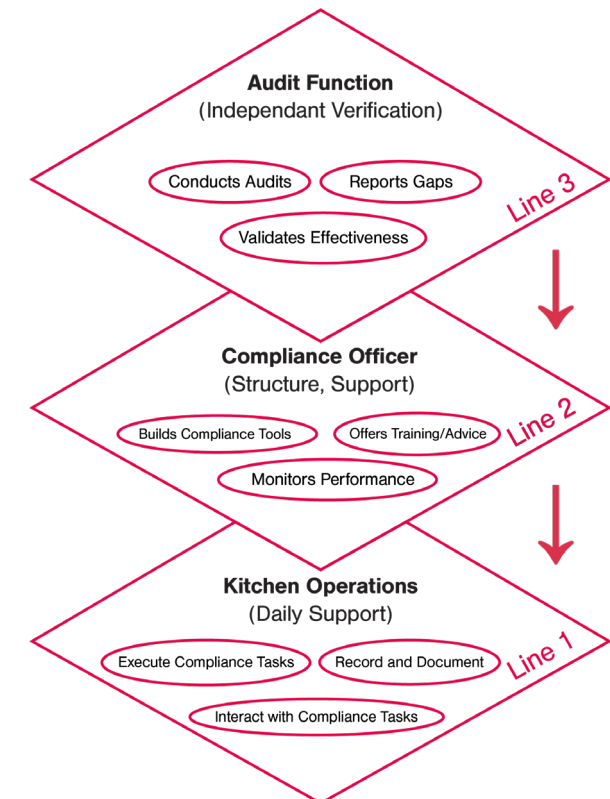 Audit Function
(Independant Verification)
Conducts Audits
Reports Gaps
Validates Effectiveness
Line 3
Compliance Officer
(Structure, Support)
Builds Compliance Tools
Offers Training/Advice
Monitors Performance
Line 2
Kitchen Operations
(Daily Support)
Execute Compliance Tasks
Record and Document
Interact with Compliance Tasks
Line 1